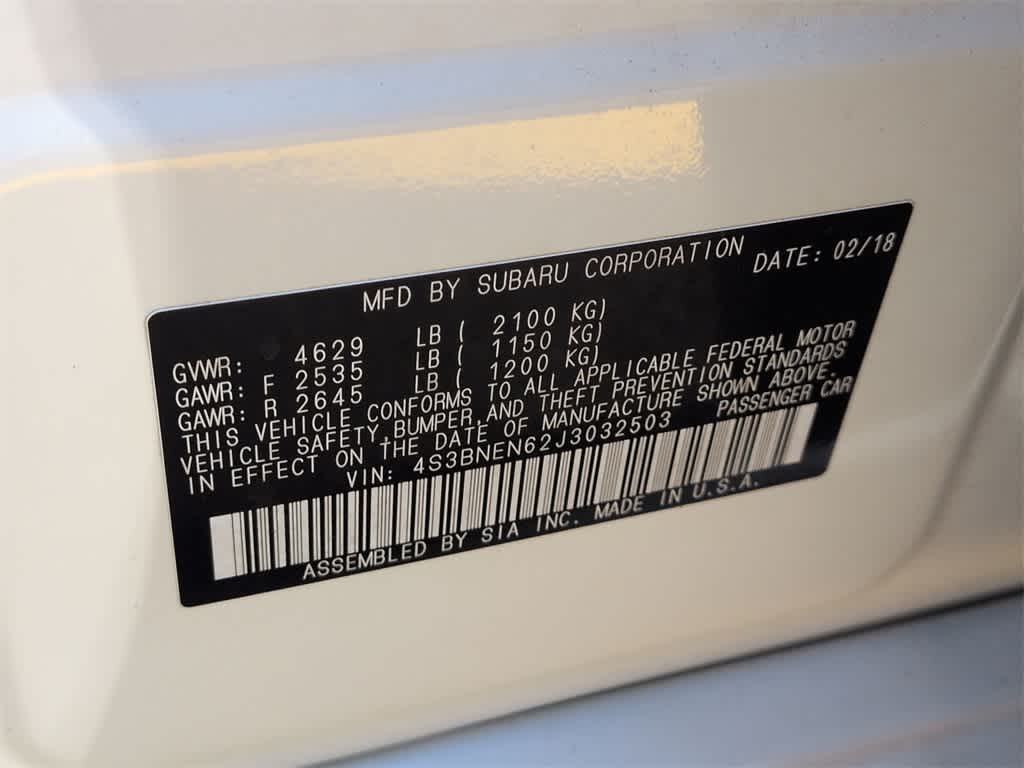 MFD BY SUBARU CORPORATION DATE: 02/18
GVWR: 4629 LB ( 2100 KG)
GAWR: F 2535 LB ( 1150 KG)
GAWR: R 2645 LB ( 1200 KG)
THIS VEHICLE CONFORMS TO ALL APPLICABLE FEDERAL MOTOR
VEHICLE SAFETY, BUMPER, AND THEFT PREVENTION STANDARDS
IN EFFECT ON THE DATE OF MANUFACTURE SHOWN ABOVE.
VIN: 4S3BNEN62J3032503 PASSENGER CAR
ASSEMBLED BY SIA INC. MADE IN U.S.A.